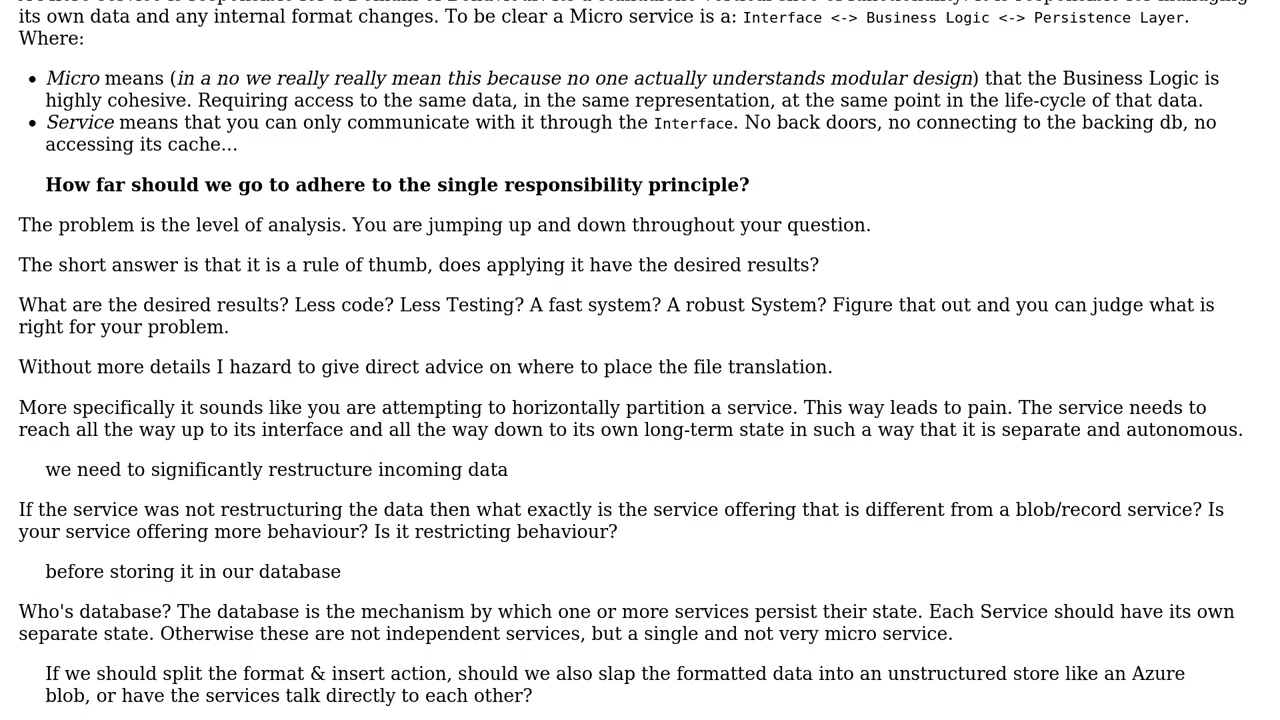 its own data and any internal format changes. To be clear a Micro service is a: Interface <-> Business Logic <-> Persistence Layer.
Where:
• Micro means (in a no we really really mean this because no one actually understands modular design) that the Business Logic is
highly cohesive. Requiring access to the same data, in the same representation, at the same point in the life-cycle of that data.
• Service means that you can only communicate with it through the Interface. No back doors, no connecting to the backing db, no
accessing its cache...
How far should we go to adhere to the single responsibility principle?
The problem is the level of analysis. You are jumping up and down throughout your question.
The short answer is that it is a rule of thumb, does applying it have the desired results?
What are the desired results? Less code? Less Testing? A fast system? A robust System? Figure that out and you can judge what is
right for your problem.
Without more details I hazard to give direct advice on where to place the file translation.
More specifically it sounds like you are attempting to horizontally partition a service. This way leads to pain. The service needs to
reach all the way up to its interface and all the way down to its own long-term state in such a way that it is separate and autonomous.
we need to significantly restructure incoming data
If the service was not restructuring the data then what exactly is the service offering that is different from a blob/record service? Is
your service offering more behaviour? Is it restricting behaviour?
before storing it in our database
Who's database? The database is the mechanism by which one or more services persist their state. Each Service should have its own
separate state. Otherwise these are not independent services, but a single and not very micro service.
If we should split the format & insert action, should we also slap the formatted data into an unstructured store like an Azure
blob, or have the services talk directly to each other?